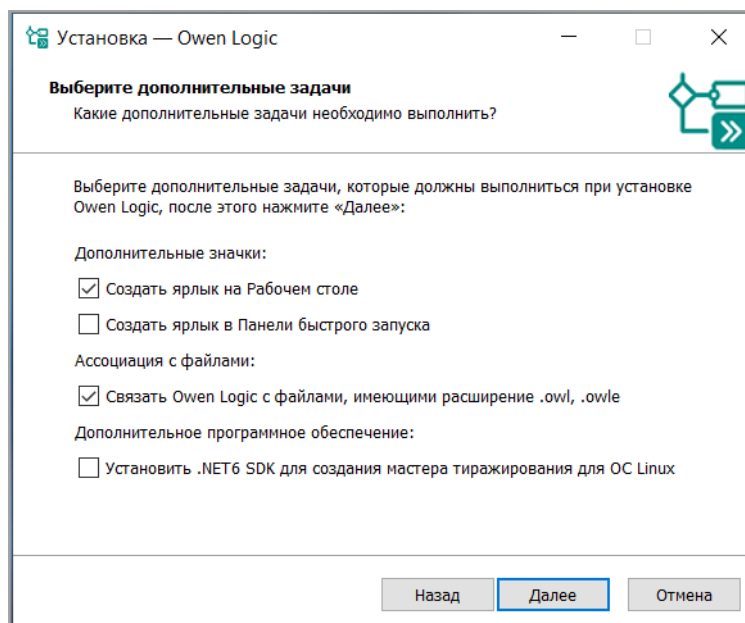 Установка — Owen Logic
Выберите дополнительные задачи
Какие дополнительные задачи необходимо выполнить?
Выберите дополнительные задачи, которые должны выполниться при установке
Owen Logic, после этого нажмите «Далее»:
Дополнительные значки:
Создать ярлык на Рабочем столе
Создать ярлык в Панели быстрого запуска
Ассоциация с файлами:
Связать Owen Logic с файлами, имеющими расширение .owl, .owle
Дополнительное программное обеспечение:
Установить .NET6 SDK для создания мастера тиражирования для ОС Linux
Назад Далее Отмена